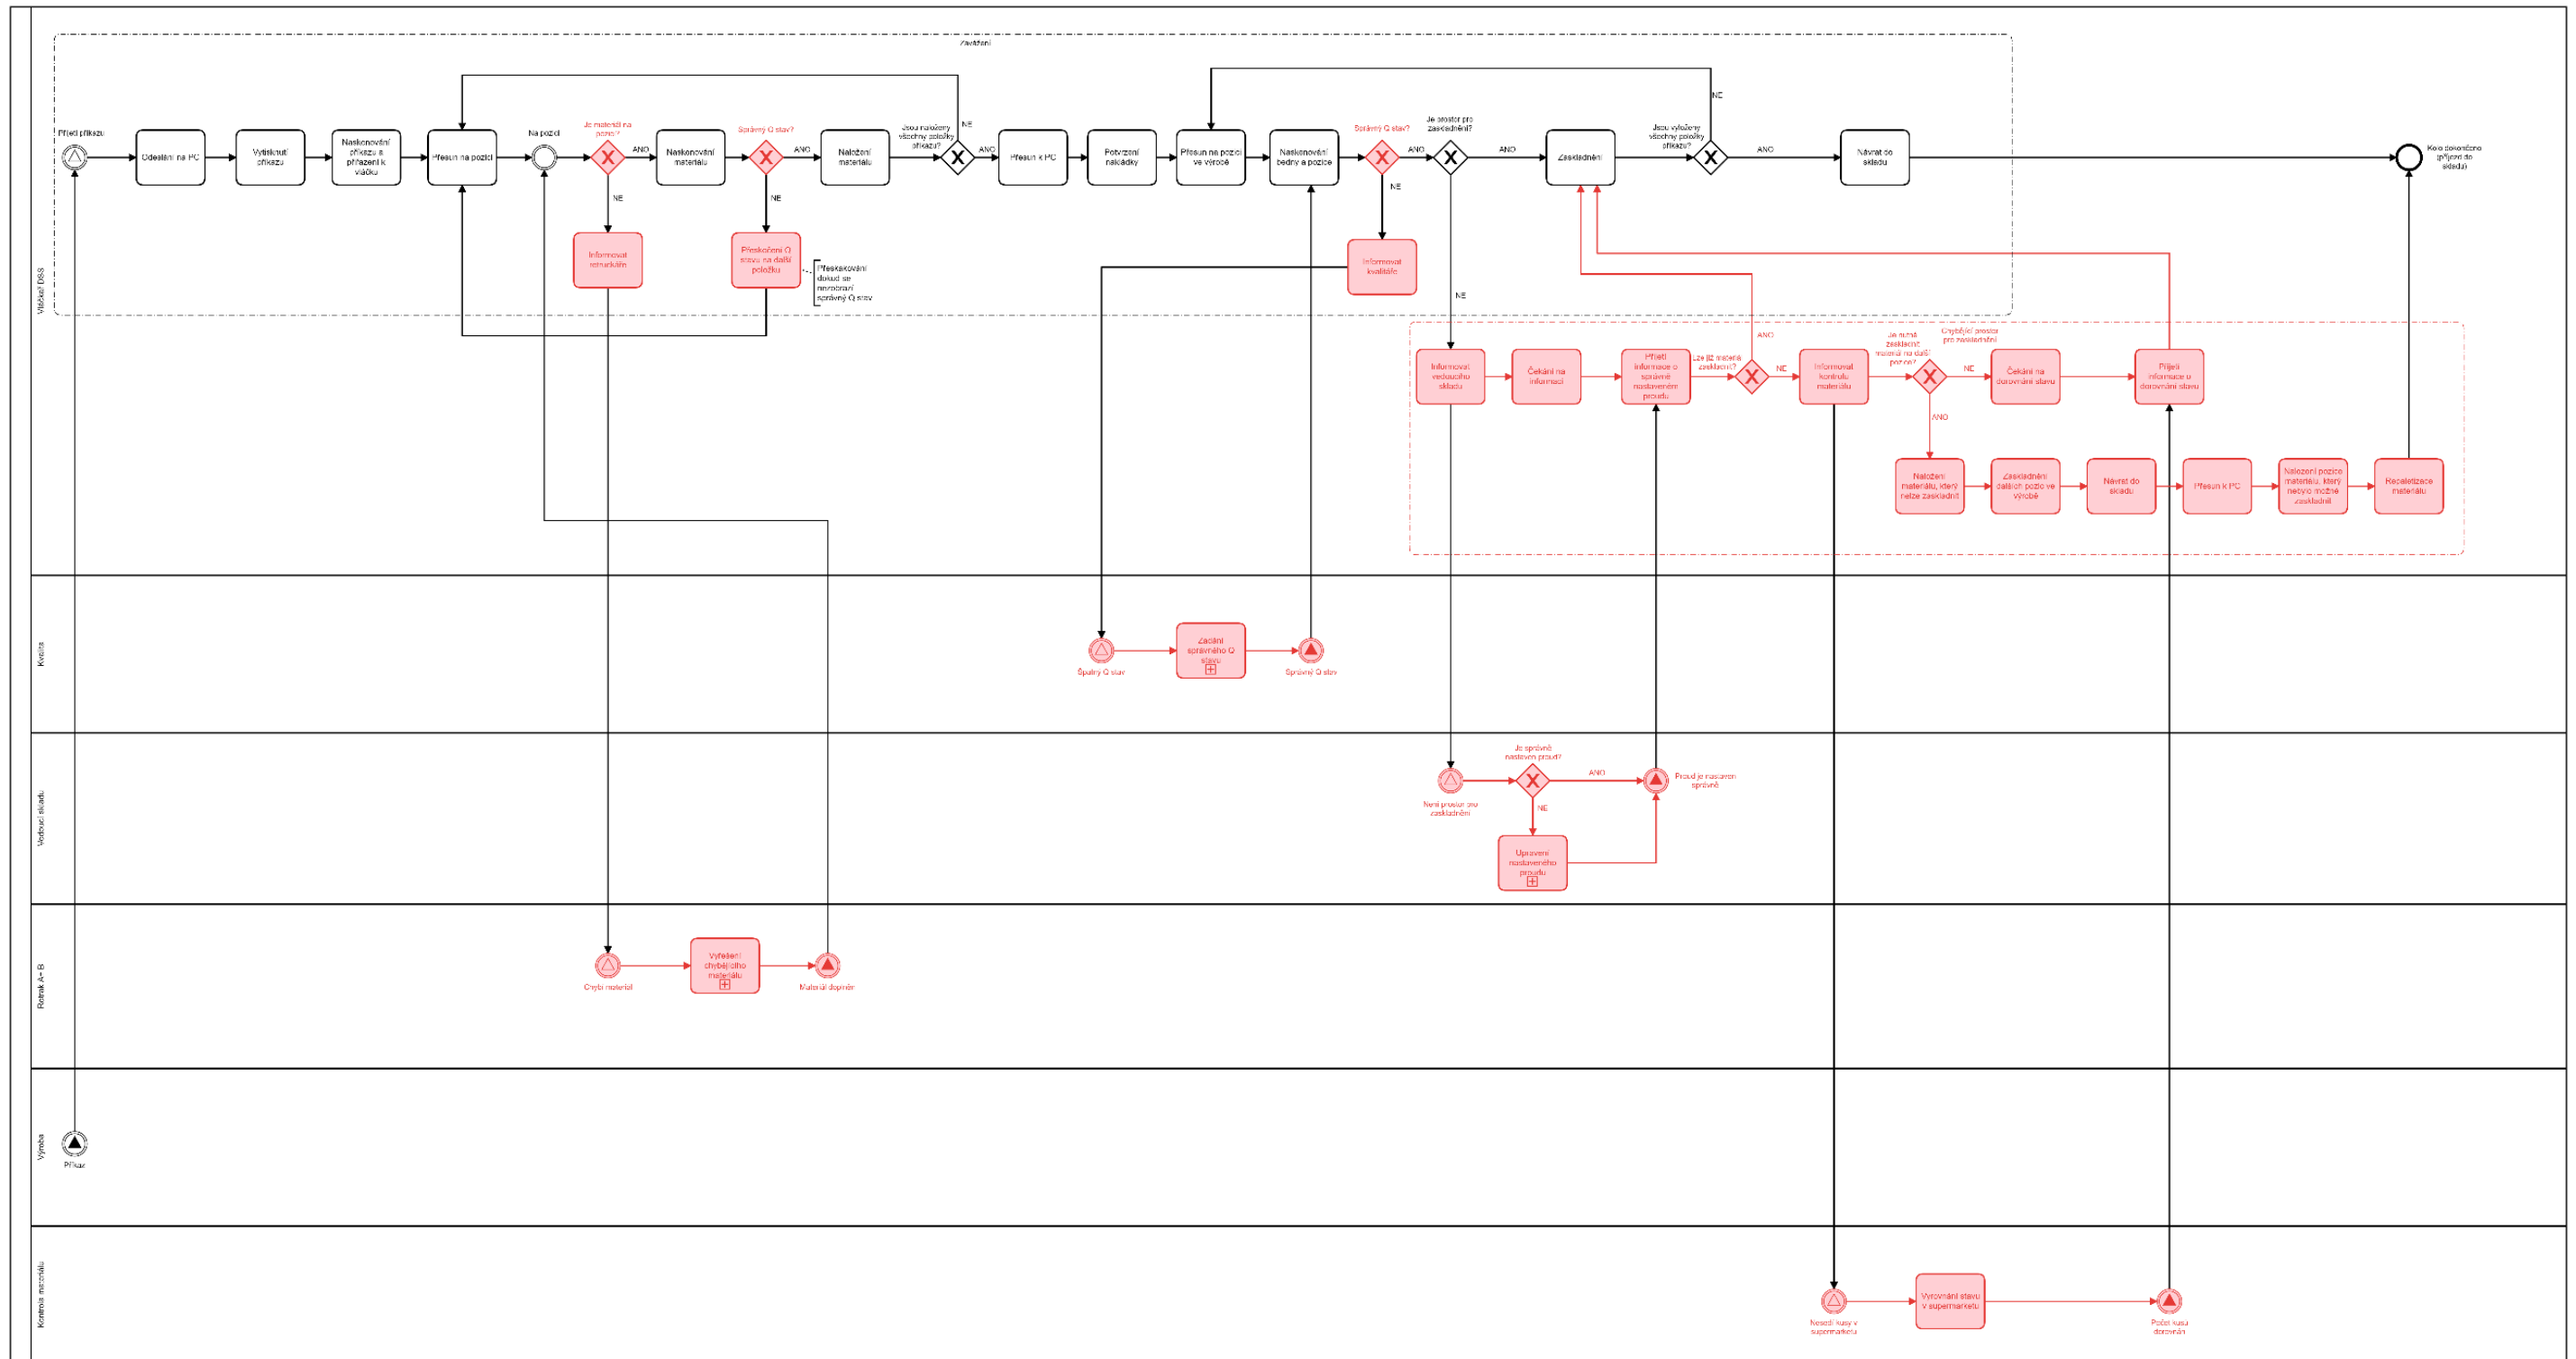 Zavážení
Přijetí příkazu
Odeslání na PC
Vytisknutí
příkazu
Naskenování
příkazu a
přiřazení k
vláčku
Přesun na pozici
Na pozici
Je materiál na
pozici?
ANO
NE
Naskenování
materiálu
Správný Q stav?
ANO
NE
Naložení
materiálu
Jsou naloženy
všechny položky
příkazu?
NE
ANO
Přesun k PC
Potvrzení
nakládky
Přesun na pozici
ve výrobě
Naskenování
bedny a pozice
Správný Q stav?
ANO
NE
Je prostor pro
zaskladnění?
ANO
NE
Zaskladnění
Jsou vyloženy
všechny položky
příkazu?
NE
ANO
Návrat do
skladu
Kolo dokončeno
(příjezd do
skladu)
Informovat
retrackáře
Přeskočení Q
stavu na další
položku
Přeskakování
dokud se
nezobrazí
správný Q stav
Informovat
kvalitáře
Informovat
vedoucího
skladu
Čekání na
informaci
Přijetí
informace o
správně
nastaveném
proudu
Lze již materiál
zaskladnit?
ANO
NE
Informovat
kontrolu
materiálu
Je nutné
zaskladnit
materiál na další
pozice?
NE
ANO
Chybějící prostor
pro zaskladnění
Čekání na
dorovnání stavu
Přijetí
informace o
dorovnání stavu
Naložení
materiálu, který
nelze zaskladnit
Zaskladnění
dalších pozic ve
výrobě
Návrat do
skladu
Přesun k PC
Nalezení pozice
materiálu, který
nebylo možné
zaskladnit
Repaletizace
materiálu
Kvalita
Špatný Q stav
Zadání
správného Q
stavu
Správný Q stav
Vedoucí skladu
Není prostor pro
zaskladnění
Je správně
nastaven proud?
ANO
NE
Upravení
nastaveného
proudu
Proud je nastaven
správně
Chybí materiál
Vyřešení
chybějícího
materiálu
Materiál doplněn
Výroba
Příkaz
Kontrola materiálu
Nesedí kusy v
supermarketu
Vyrovnání stavu
v supermarketu
Počet kusů
dorovnán